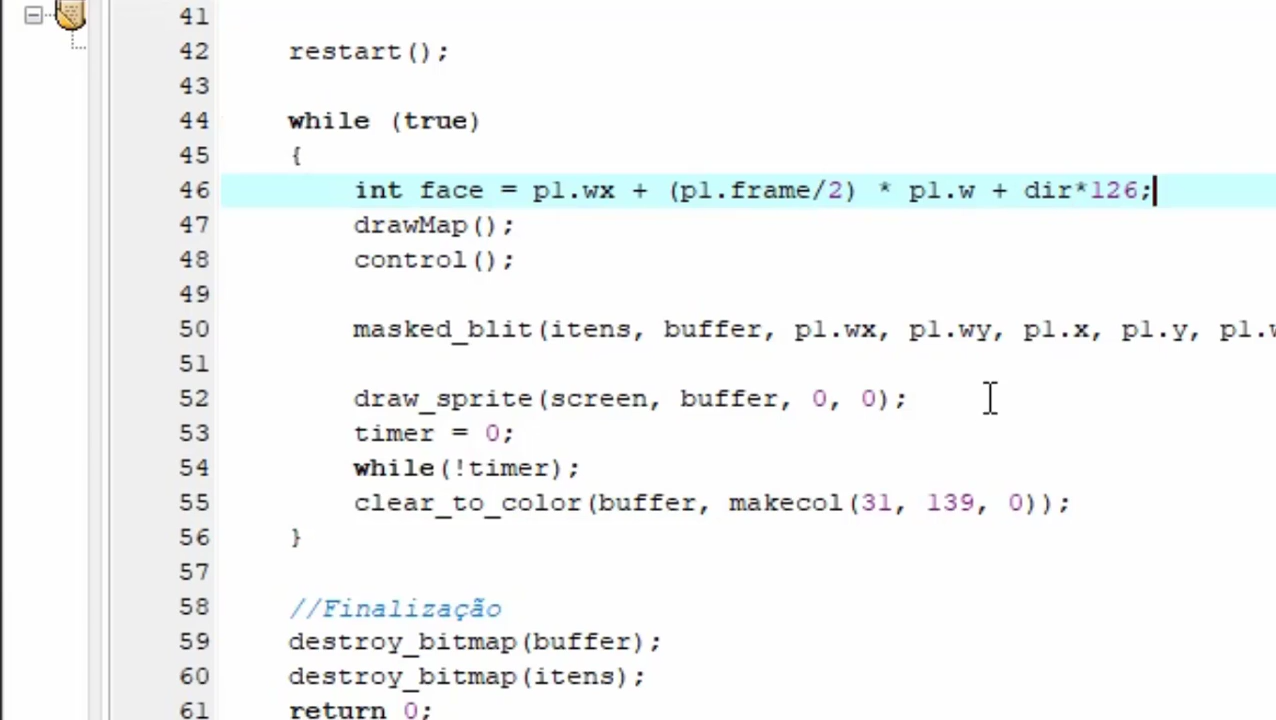 41
42 restart();
43
44 while (true)
45 {
46 int face = pl.wx + (pl.frame/2) * pl.w + dir*126;
47 drawMap();
48 control();
49
50 masked_blit(itens, buffer, pl.wx, pl.wy, pl.x, pl.y, pl.w
51
52 draw_sprite(screen, buffer, 0, 0);
53 timer = 0;
54 while(!timer);
55 clear_to_color(buffer, makecol(31, 139, 0));
56 }
57
58 //Finalização
59 destroy_bitmap(buffer);
60 destroy_bitmap(itens);
61 return 0;